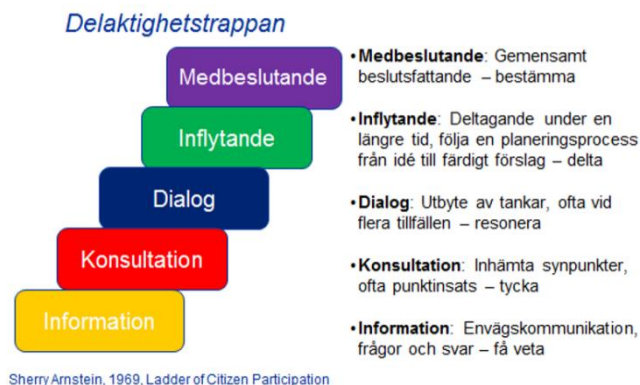 Delaktighetstrappan
Medbeslutande
Inflytande
Dialog
Konsultation
Information
•Medbeslutande: Gemensamt
beslutsfattande – bestämma
•Inflytande: Deltagande under en
längre tid, följa en planeringsprocess
från idé till färdigt förslag – delta
•Dialog: Utbyte av tankar, ofta vid
flera tillfällen – resonera
•Konsultation: Inhämta synpunkter,
ofta punktinsats – tycka
•Information: Envägskommunikation,
frågor och svar – få veta
Sherry Arnstein, 1969, Ladder of Citizen Participation